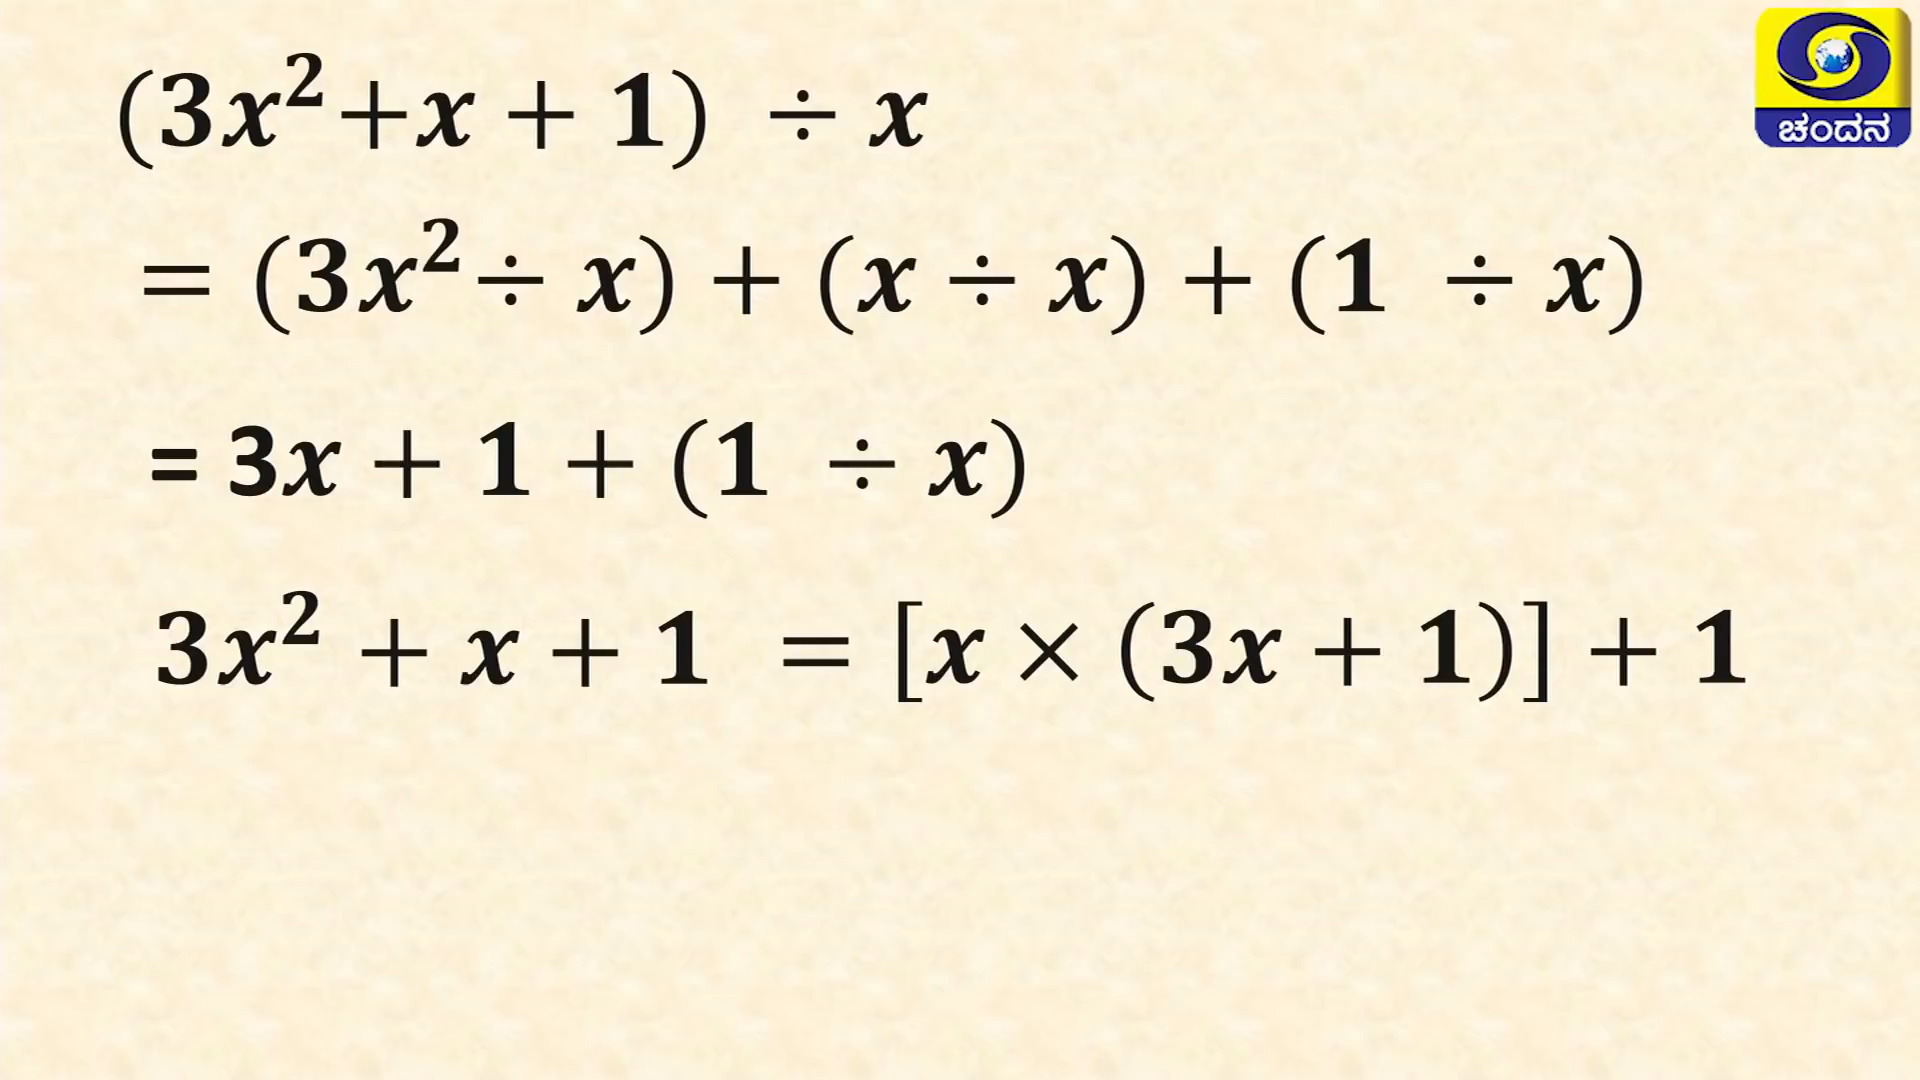 (3x²+x + 1) ÷ x
ಚಂದನ
= (3x²÷ x) + (x ÷ x) + (1 ÷ x)
= 3x + 1 + (1 ÷ x)
3x² + x + 1 = [x × (3x + 1)] + 1